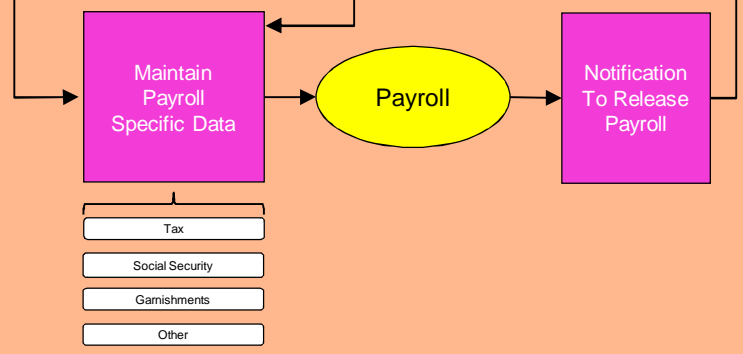 Maintain
Payroll
Specific Data
Payroll
Notification
To Release
Payroll
Tax
Social Security
Garnishments
Other